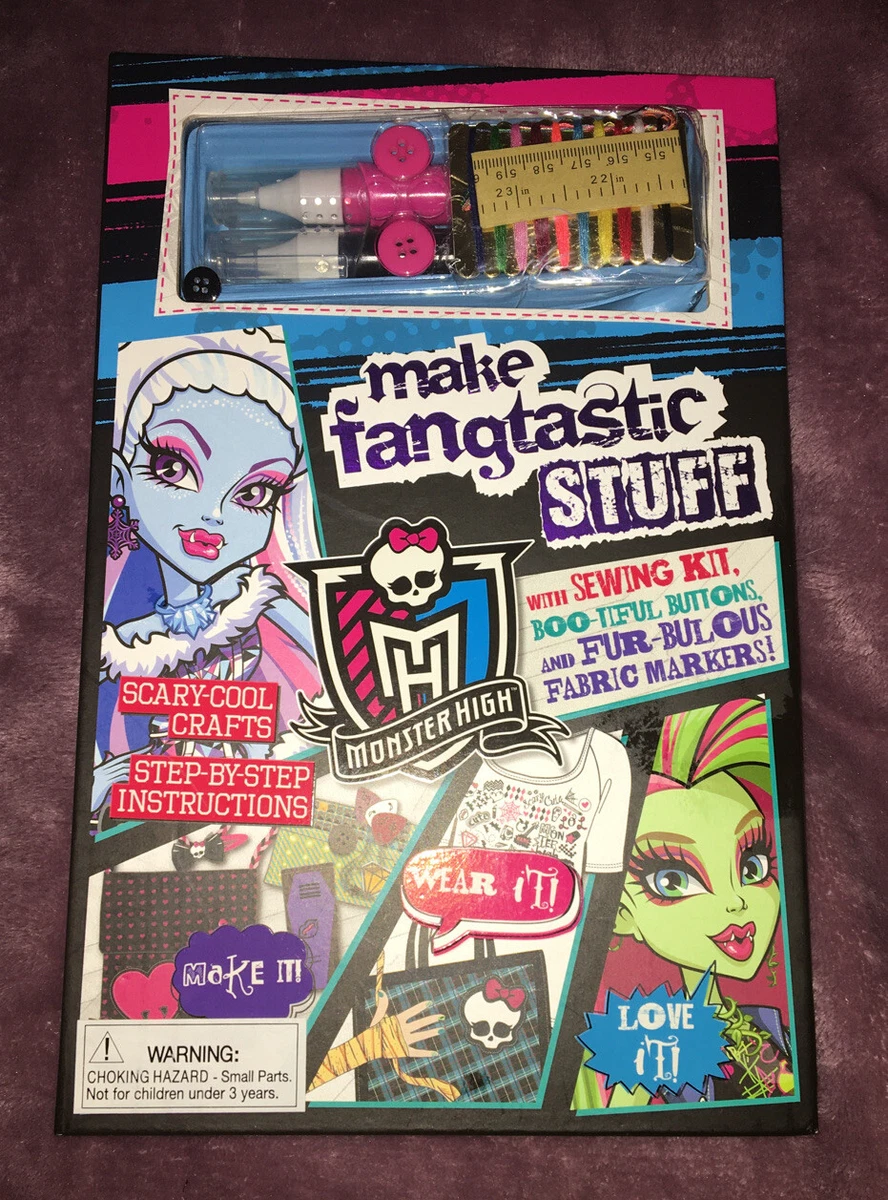 23 in 22 in
make
fangtastic
STUFF
WITH SEWING KIT,
BOO-TIFUL BUTTONS,
AND FUR-BULOUS
FABRIC MARKERS!
MONSTER HIGH
SCARY-COOL
CRAFTS
STEP-BY-STEP
INSTRUCTIONS
WEAR iT!
MaKE IT!
LOVE
iT!
WARNING:
CHOKING HAZARD - Small Parts.
Not for children under 3 years.